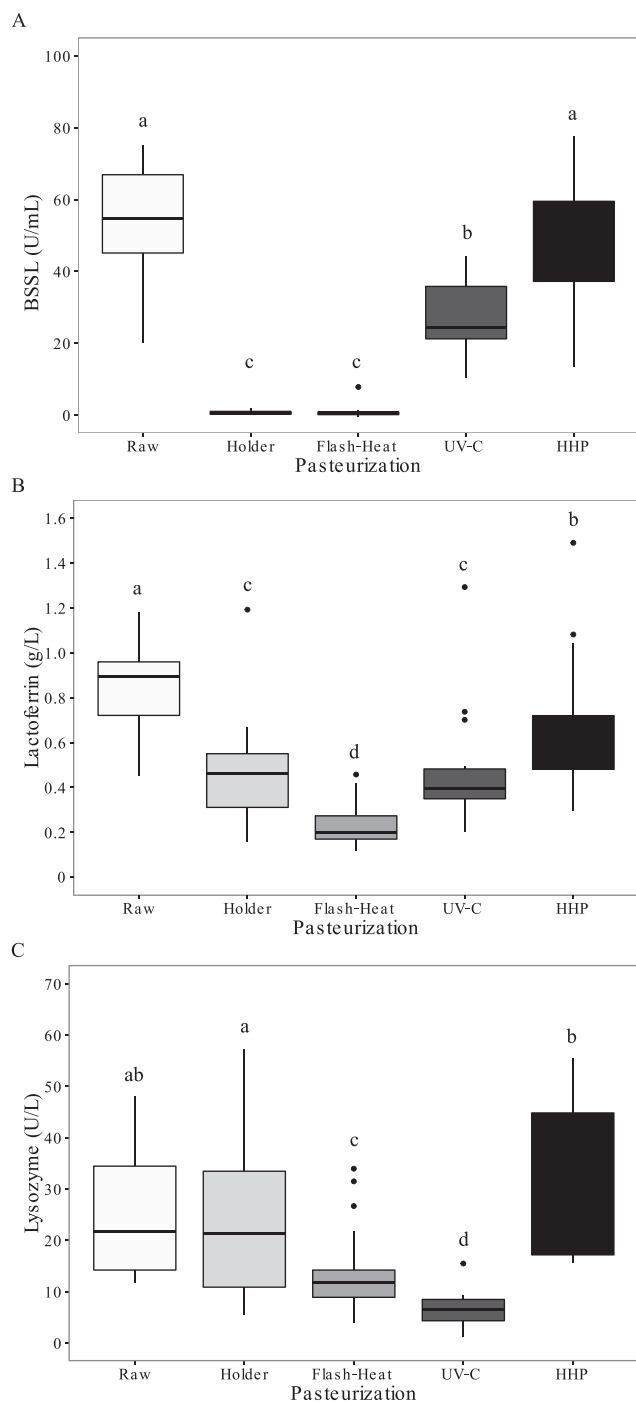 A
BSSL (U/mL)
100
80
60
40
20
0
a
c
c
b
a
Raw
Holder
Flash-Heat
UV-C
HHP
Pasteurization
B
Lactoferrin (g/L)
1.6
1.4
1.2
1.0
0.8
0.6
0.4
0.2
0
a
c
d
c
b
Raw
Holder
Flash-Heat
UV-C
HHP
Pasteurization
C
Lysozyme (U/L)
70
60
50
40
30
20
10
0
ab
a
c
d
b
Raw
Holder
Flash-Heat
UV-C
HHP
Pasteurization